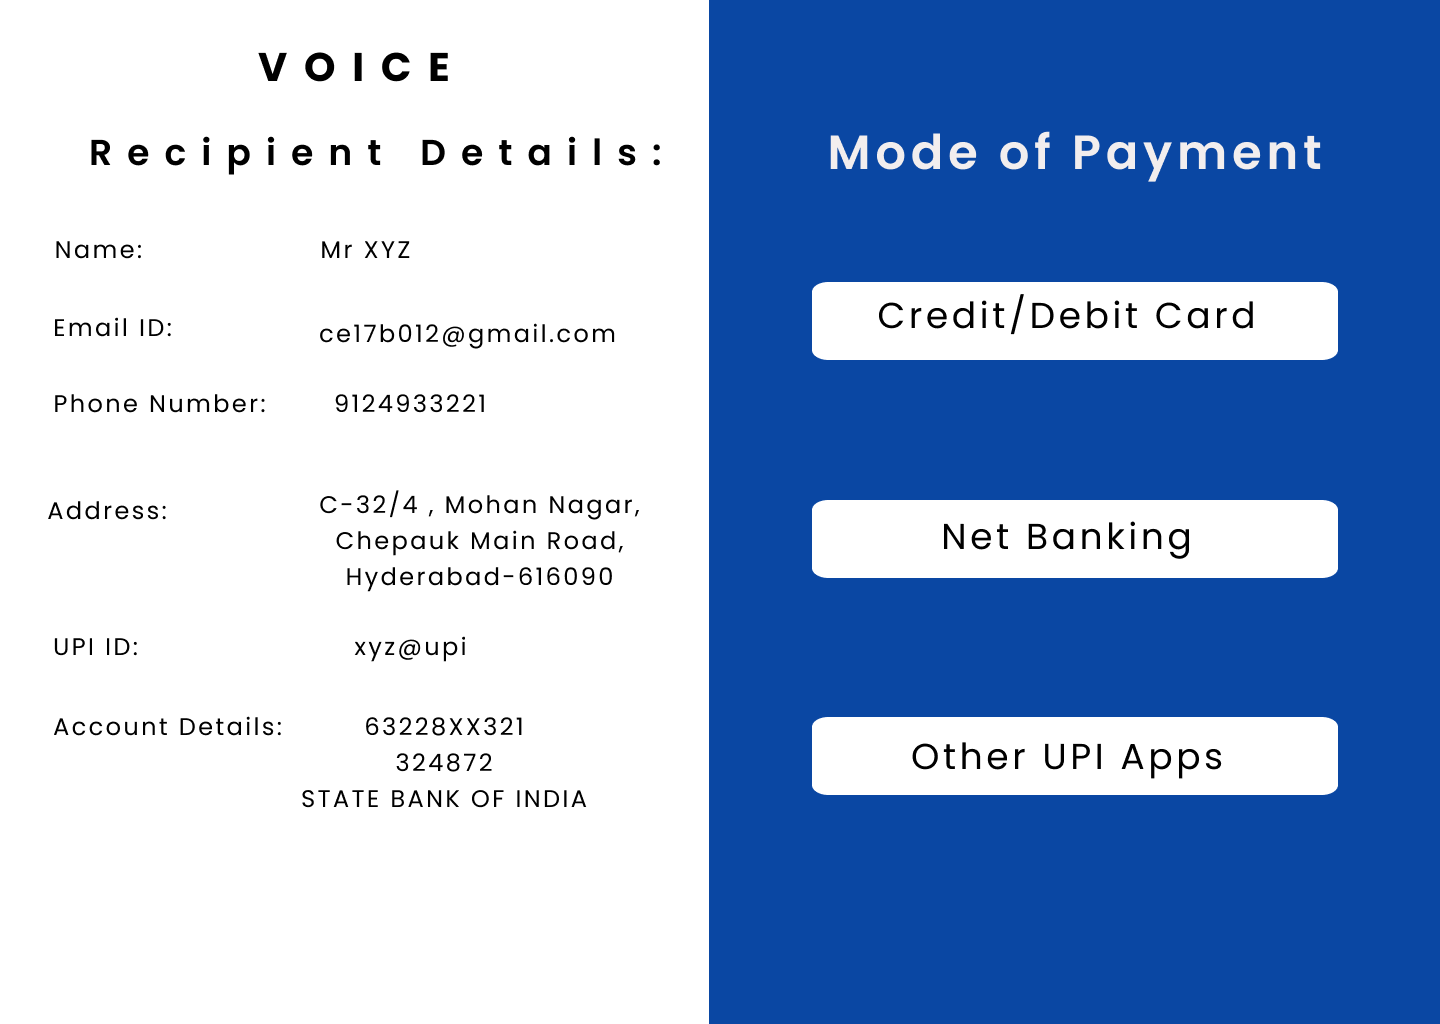 VOICE
Recipient Details:
Name: Mr XYZ
Email ID: ce17b012@gmail.com
Phone Number: 9124933221
Address: C-32/4 , Mohan Nagar,
Chepauk Main Road,
Hyderabad-616090
UPI ID: xyz@upi
Account Details: 63228XX321
324872
STATE BANK OF INDIA
Mode of Payment
Credit/Debit Card
Net Banking
Other UPI Apps